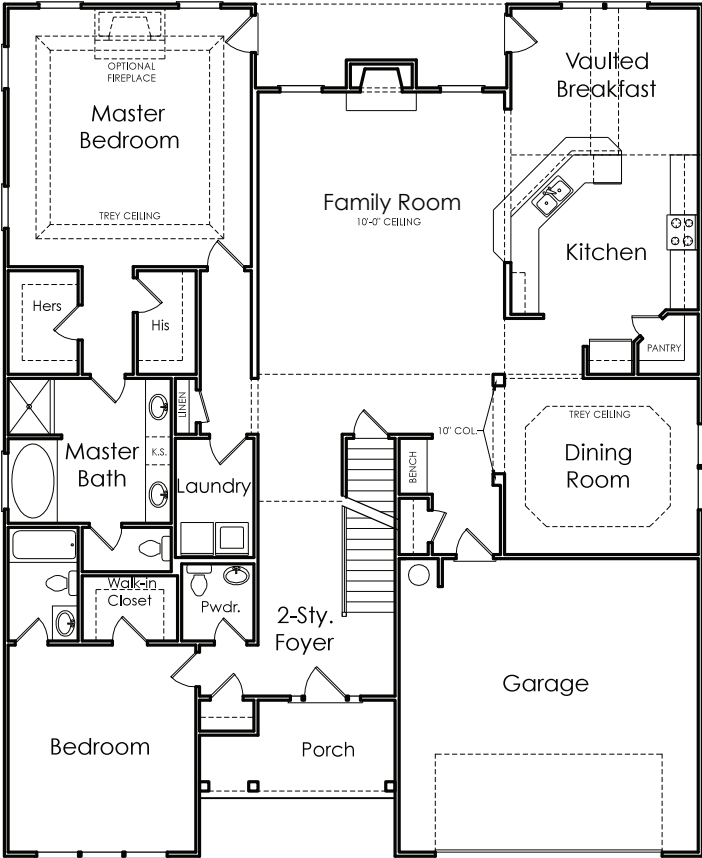 OPTIONAL
FIREPLACE
Master
Bedroom
TREY CEILING
Vaulted
Breakfast
Family Room
10'-0" CEILING
Kitchen
Hers
His
PANTRY
LINEN
Master
Bath
K.S.
Laundry
10" COL.
BENCH
TREY CEILING
Dining
Room
Walk-in
Closet
Pwdr.
2-Sty.
Foyer
Garage
Bedroom
Porch